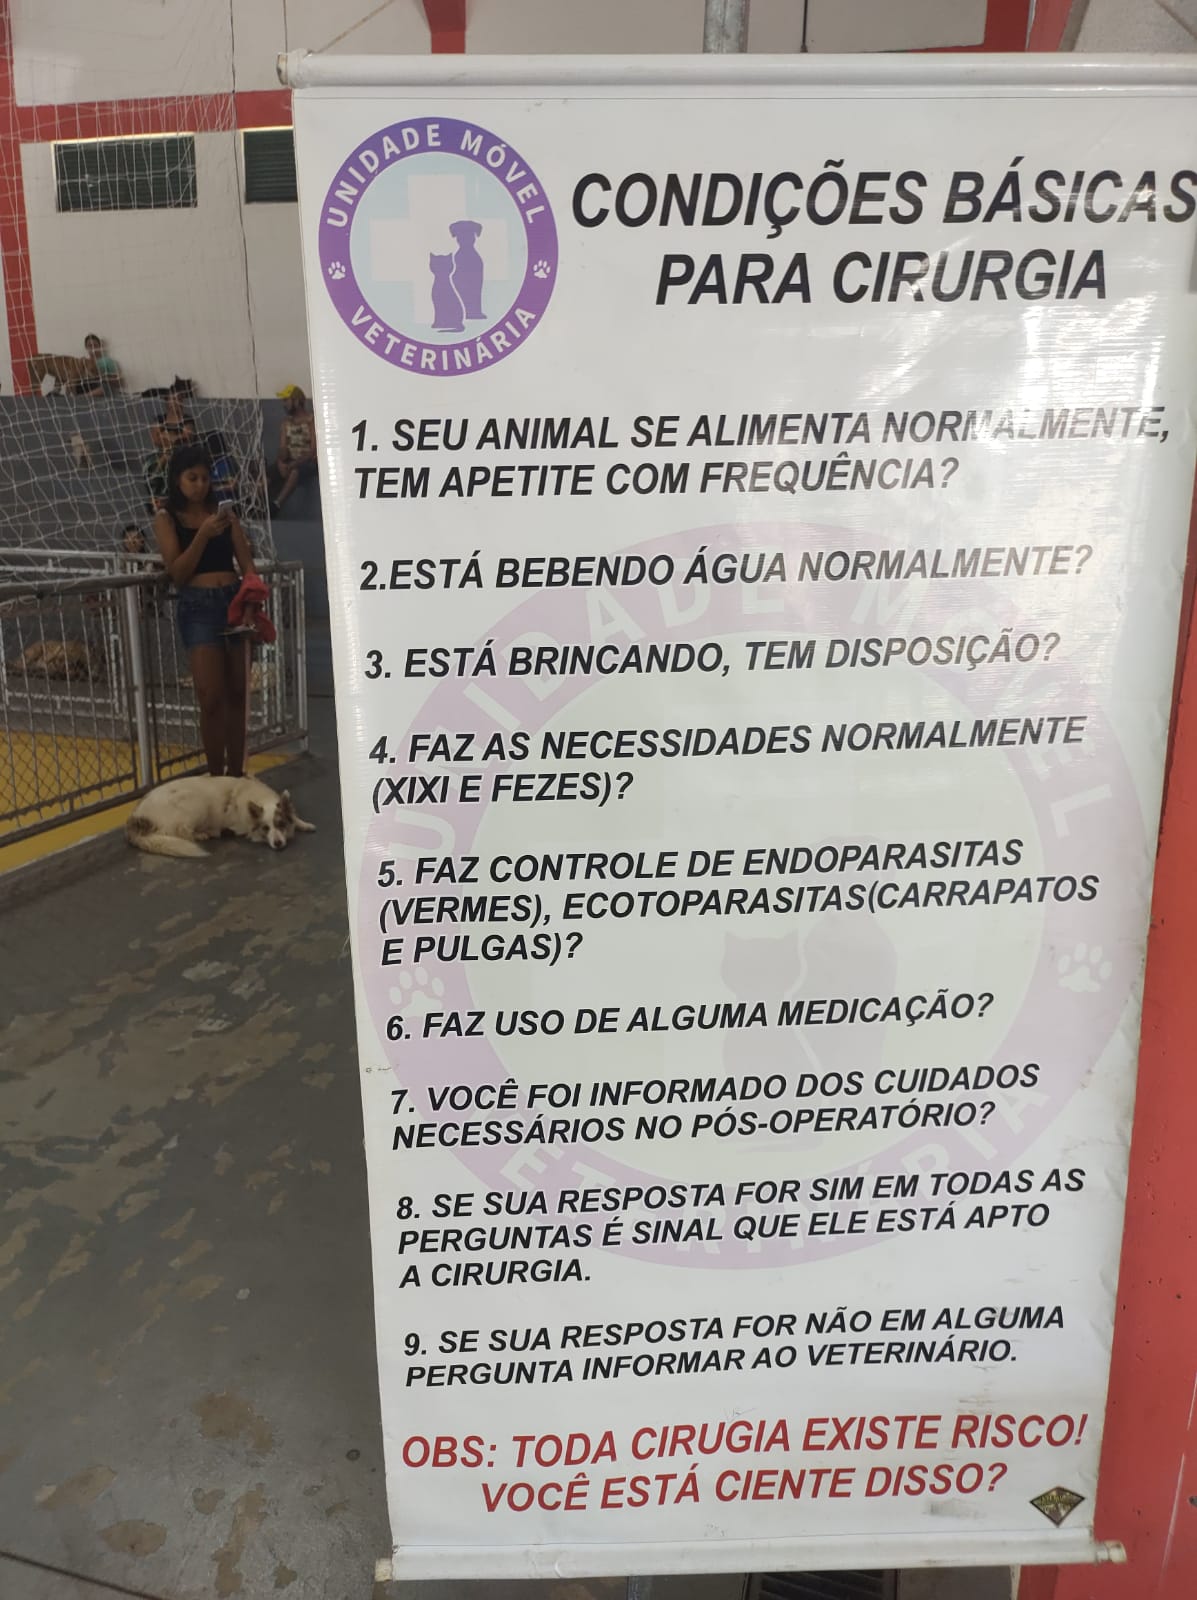 UNIDADE MÓVEL
VETERINÁRIA
CONDIÇÕES BÁSICAS
PARA CIRURGIA
1. SEU ANIMAL SE ALIMENTA NORMALMENTE,
TEM APETITE COM FREQUÊNCIA?
2.ESTÁ BEBENDO ÁGUA NORMALMENTE?
3. ESTÁ BRINCANDO, TEM DISPOSIÇÃO?
4. FAZ AS NECESSIDADES NORMALMENTE
(XIXI E FEZES)?
5. FAZ CONTROLE DE ENDOPARASITAS
(VERMES), ECOTOPARASITAS(CARRAPATOS
E PULGAS)?
6. FAZ USO DE ALGUMA MEDICAÇÃO?
7. VOCÊ FOI INFORMADO DOS CUIDADOS
NECESSÁRIOS NO PÓS-OPERATÓRIO?
8. SE SUA RESPOSTA FOR SIM EM TODAS AS
PERGUNTAS É SINAL QUE ELE ESTÁ APTO
A CIRURGIA.
9. SE SUA RESPOSTA FOR NÃO EM ALGUMA
PERGUNTA INFORMAR AO VETERINÁRIO.
OBS: TODA CIRUGIA EXISTE RISCO!
VOCÊ ESTÁ CIENTE DISSO?
UNIDADE MÓVEL
VETERINÁRIA